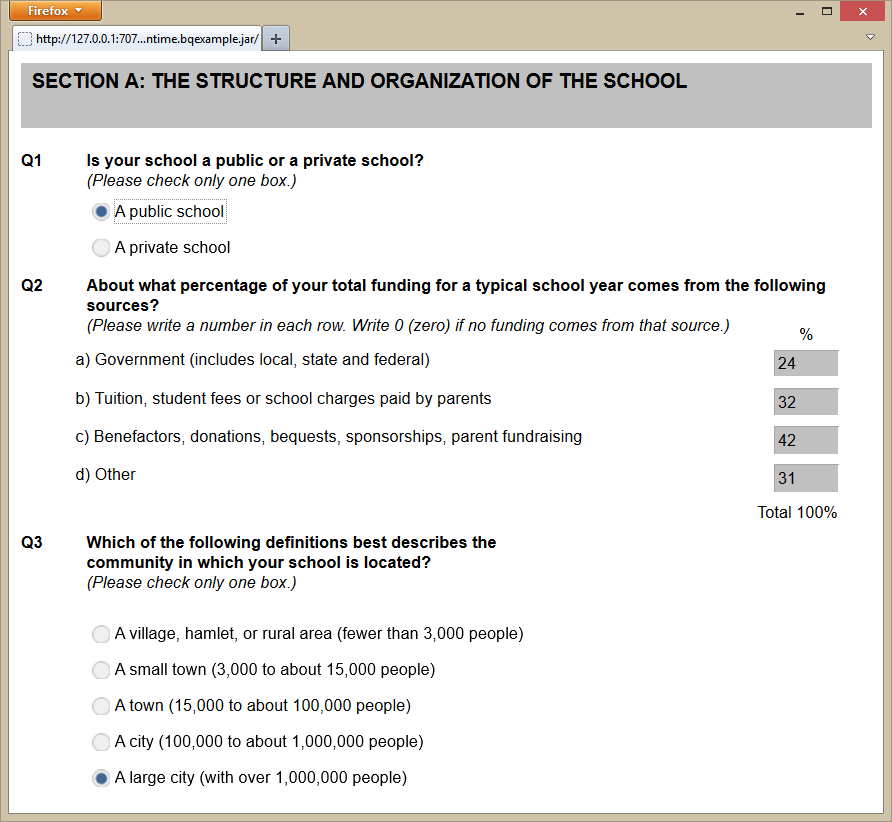 Firefox
http://127.0.0.1:707...ntime.bqexample.jar/
SECTION A: THE STRUCTURE AND ORGANIZATION OF THE SCHOOL
Q1 Is your school a public or a private school?
(Please check only one box.)
A public school
A private school
Q2 About what percentage of your total funding for a typical school year comes from the following
sources?
(Please write a number in each row. Write 0 (zero) if no funding comes from that source.)
%
a) Government (includes local, state and federal) 24
b) Tuition, student fees or school charges paid by parents 32
c) Benefactors, donations, bequests, sponsorships, parent fundraising 42
d) Other 31
Total 100%
Q3 Which of the following definitions best describes the
community in which your school is located?
(Please check only one box.)
A village, hamlet, or rural area (fewer than 3,000 people)
A small town (3,000 to about 15,000 people)
A town (15,000 to about 100,000 people)
A city (100,000 to about 1,000,000 people)
A large city (with over 1,000,000 people)